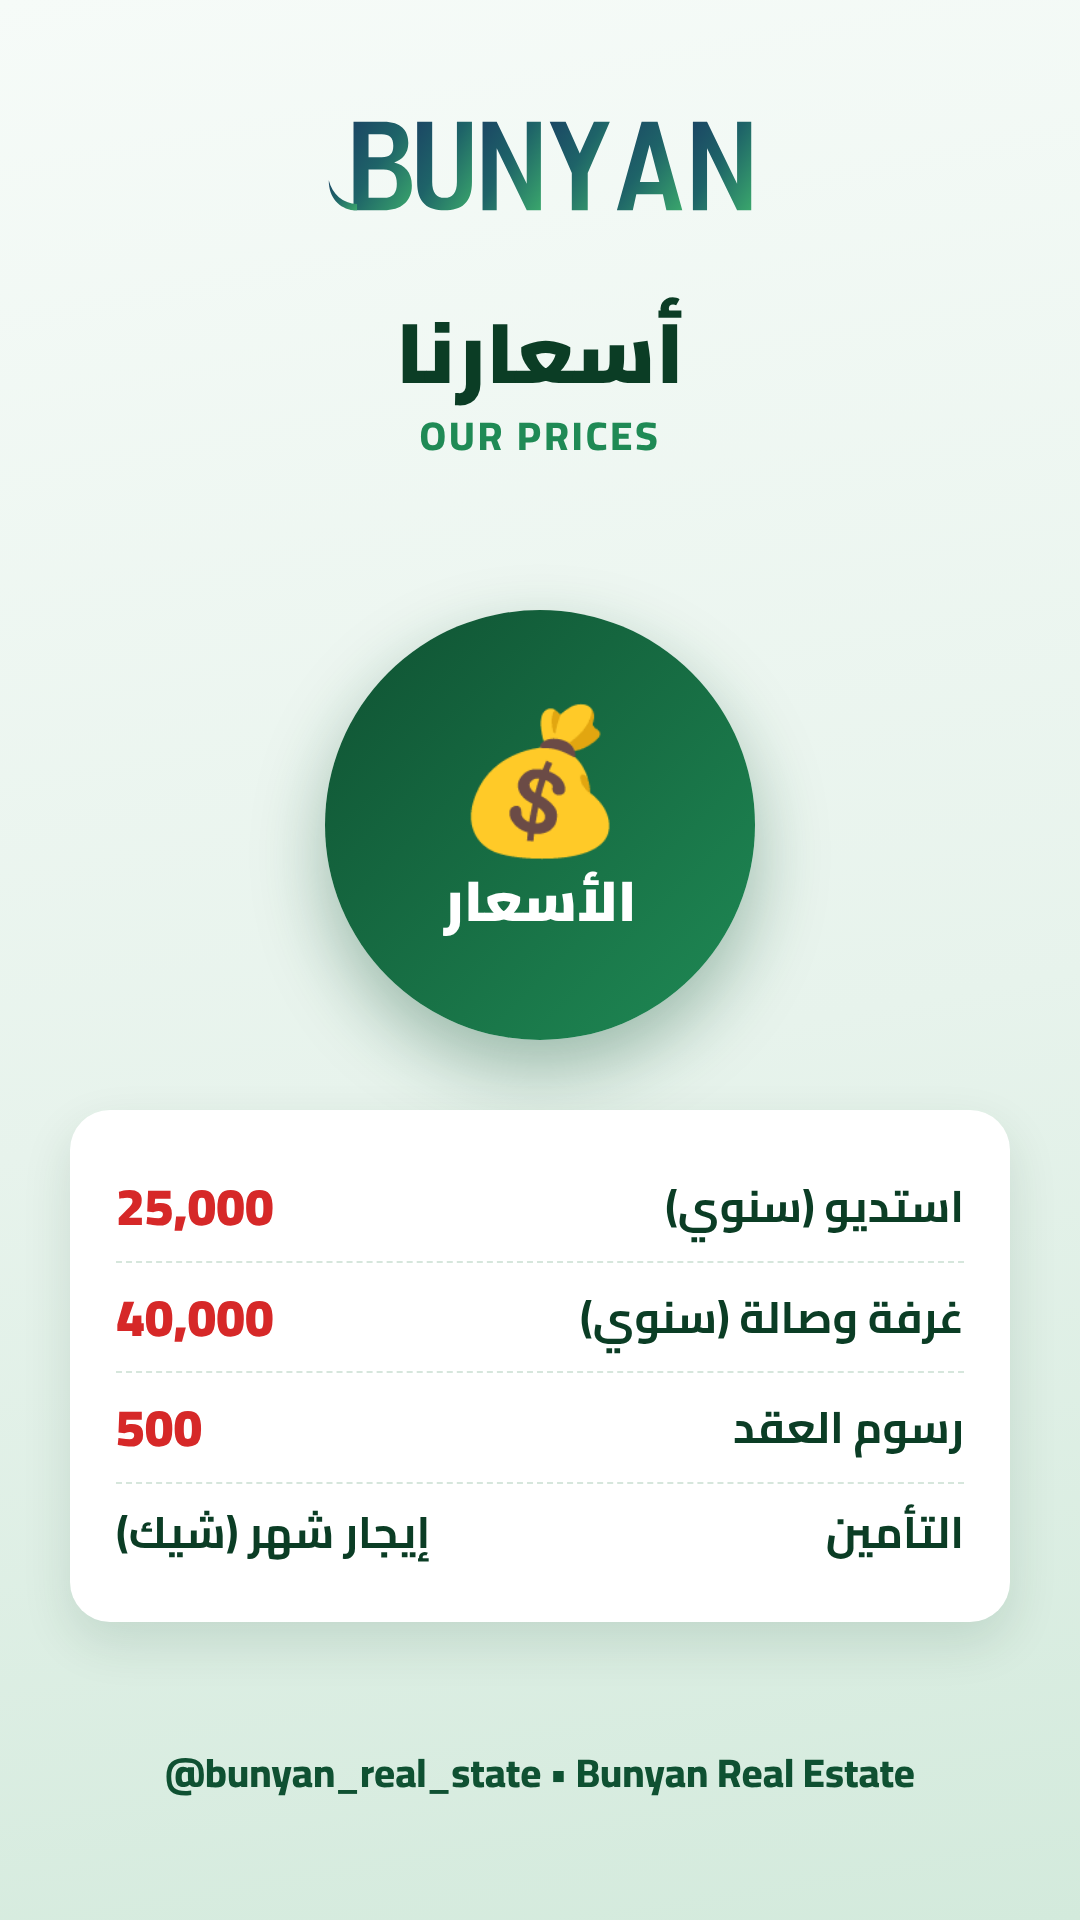 BUNYAN
أسعارنا
OUR PRICES
$
الأسعار
استديو (سنوي) 25,000
غرفة وصالة (سنوي) 40,000
رسوم العقد 500
التأمين إيجار شهر (شيك)
@bunyan_real_state ▪ Bunyan Real Estate